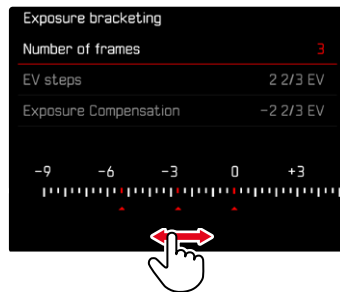 Exposure bracketing
Number of frames 3
EV steps 2 2/3 EV
Exposure Compensation -2 2/3 EV
-9 -6 -3 0 +3